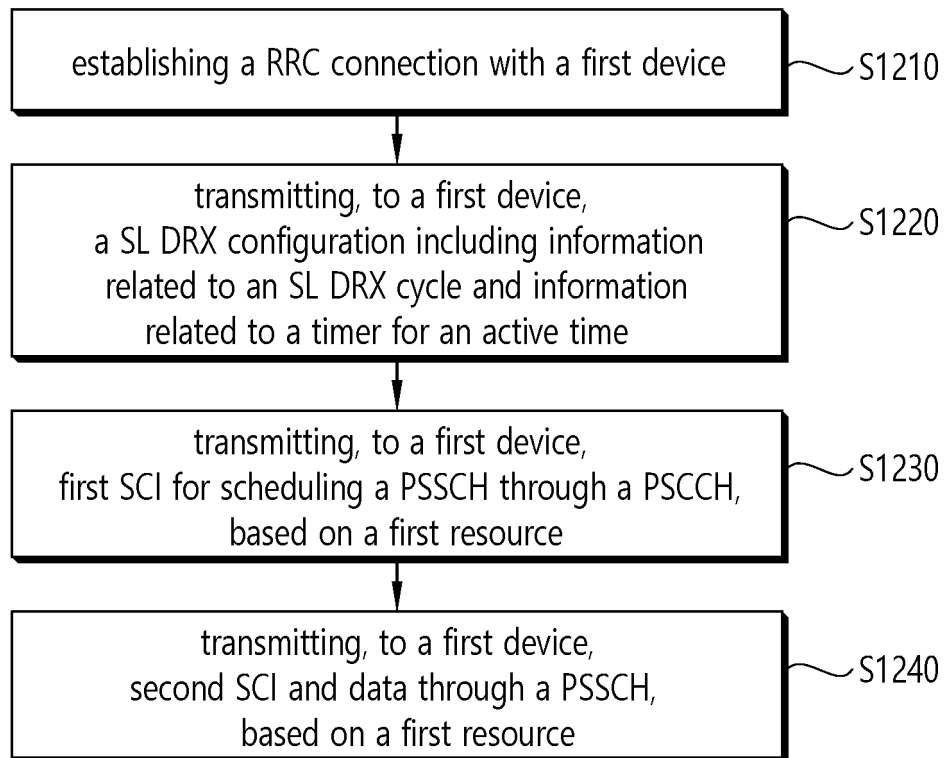 establishing a RRC connection with a first device
S1210
transmitting, to a first device,
a SL DRX configuration including information
related to an SL DRX cycle and information
related to a timer for an active time
S1220
transmitting, to a first device,
first SCI for scheduling a PSSCH through a PSCCH,
based on a first resource
S1230
transmitting, to a first device,
second SCI and data through a PSSCH,
based on a first resource
S1240